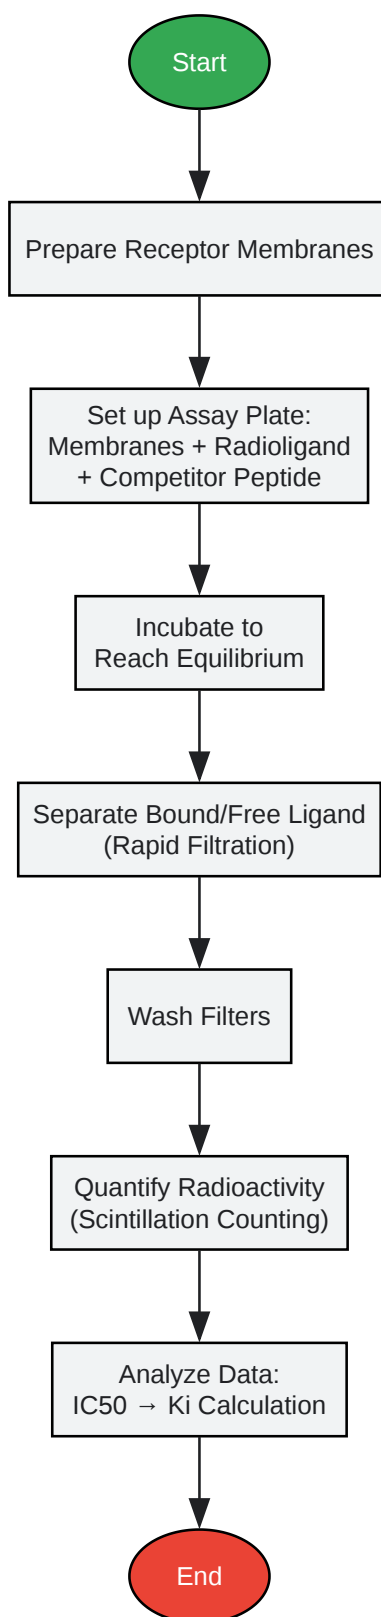 Start
Prepare Receptor Membranes
Set up Assay Plate:
Membranes + Radioligand
+ Competitor Peptide
Incubate to
Reach Equilibrium
Separate Bound/Free Ligand
(Rapid Filtration)
Wash Filters
Quantify Radioactivity
(Scintillation Counting)
Analyze Data:
IC50 → Ki Calculation
End